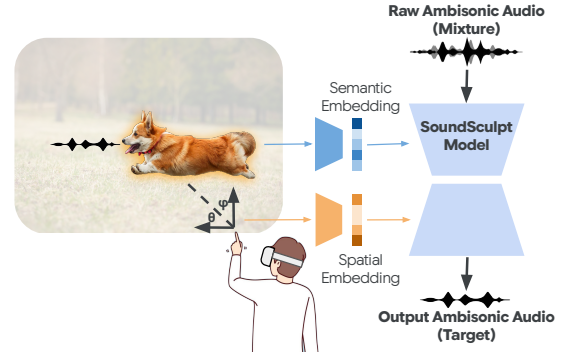 Raw Ambisonic Audio
(Mixture)
Semantic
Embedding
SoundSculpt
Model
φ
θ
Spatial
Embedding
Output Ambisonic Audio
(Target)